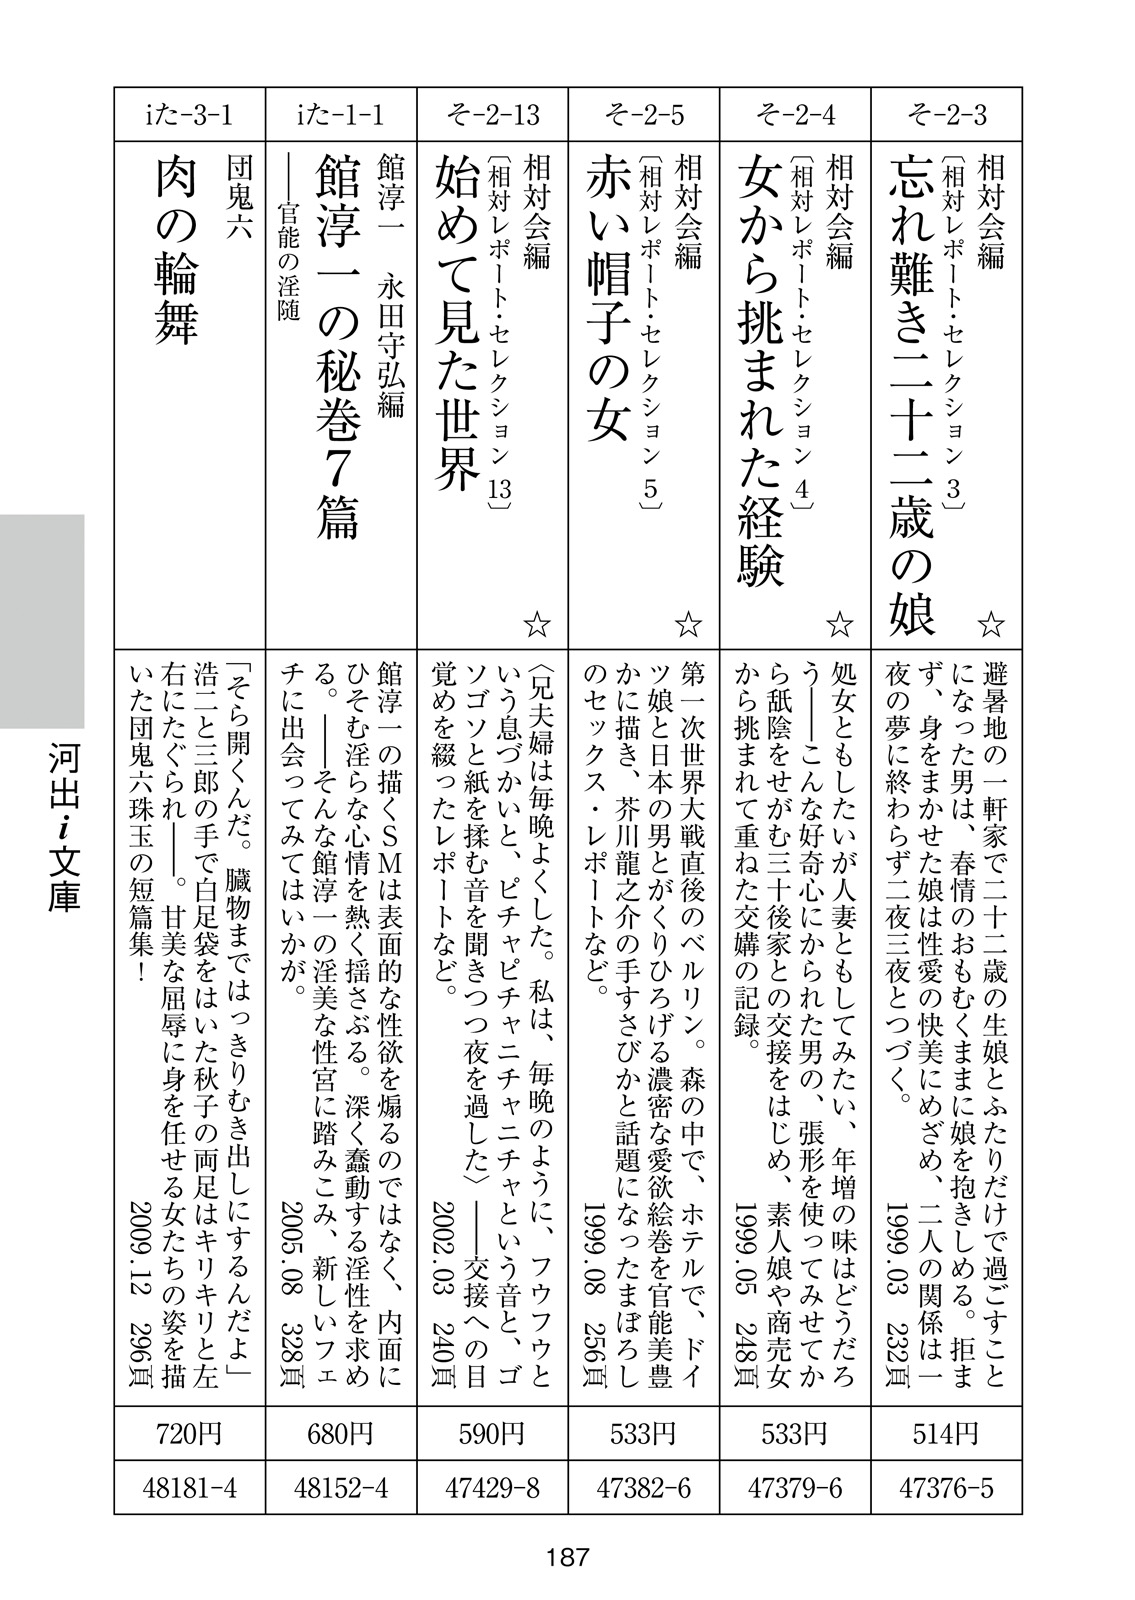 そ-2-3
相対会編
〔相対レポート・セレクション 3〕
忘れ難き二十二歳の娘
☆
避暑地の一軒家で二十二歳の生娘とふたりだけで過ごすこと
になった男は、春情のおもむくままに娘を抱きしめる。拒ま
ず、身をまかせた娘は性愛の快美にめざめ、二人の関係は一
夜の夢に終わらず二夜三夜とつづく。
1999.03 232頁
514円
47376-5
そ-2-4
相対会編
〔相対レポート・セレクション 4〕
女から挑まれた経験
☆
処女ともしたいが人妻ともしてみたい、年増の味はどうだろ
う――こんな好奇心にかられた男の、張形を使ってみせてか
ら舐陰をせがむ三十後家との交接をはじめ、素人娘や商売女
から挑まれて重ねた交媾の記録。
1999.05 248頁
533円
47379-6
そ-2-5
相対会編
〔相対レポート・セレクション 5〕
赤い帽子の女
☆
第一次世界大戦直後のベルリン。森の中で、ホテルで、ドイ
ツ娘と日本の男とがくりひろげる濃密な愛欲絵巻を官能美豊
かに描き、芥川龍之介の手すさびかと話題になったまぼろし
のセックス・レポートなど。
1999.08 256頁
533円
47382-6
そ-2-13
相対会編
〔相対レポート・セレクション 13〕
始めて見た世界
☆
〈兄夫婦は毎晩よくした。私は、毎晩のように、フウフウと
いう息づかいと、ピチャピチャニチャニチャという音と、ゴ
ソゴソと紙を揉む音を聞きつつ夜を過した〉――交接への目
覚めを綴ったレポートなど。
2002.03 240頁
590円
47429-8
iた-1-1
館淳一 永田守弘編
館淳一の秘巻7篇
――官能の淫随
館淳一の描くSMは表面的な性欲を煽るのではなく、内面に
ひそむ淫らな心情を熱く揺さぶる。深く蠢動する淫性を求め
る。――そんな館淳一の淫美な性宮に踏みこみ、新しいフェ
チに出会ってみてはいかが。
2005.08 328頁
680円
48152-4
iた-3-1
団鬼六
肉の輪舞
「そら開くんだ。臓物まではっきりむき出しにするんだよ」
浩二と三郎の手で白足袋をはいた秋子の両足はキリキリと左
右にたぐられ――。甘美な屈辱に身を任せる女たちの姿を描
いた団鬼六珠玉の短篇集！
2009.12 296頁
720円
48181-4
河出i文庫
187